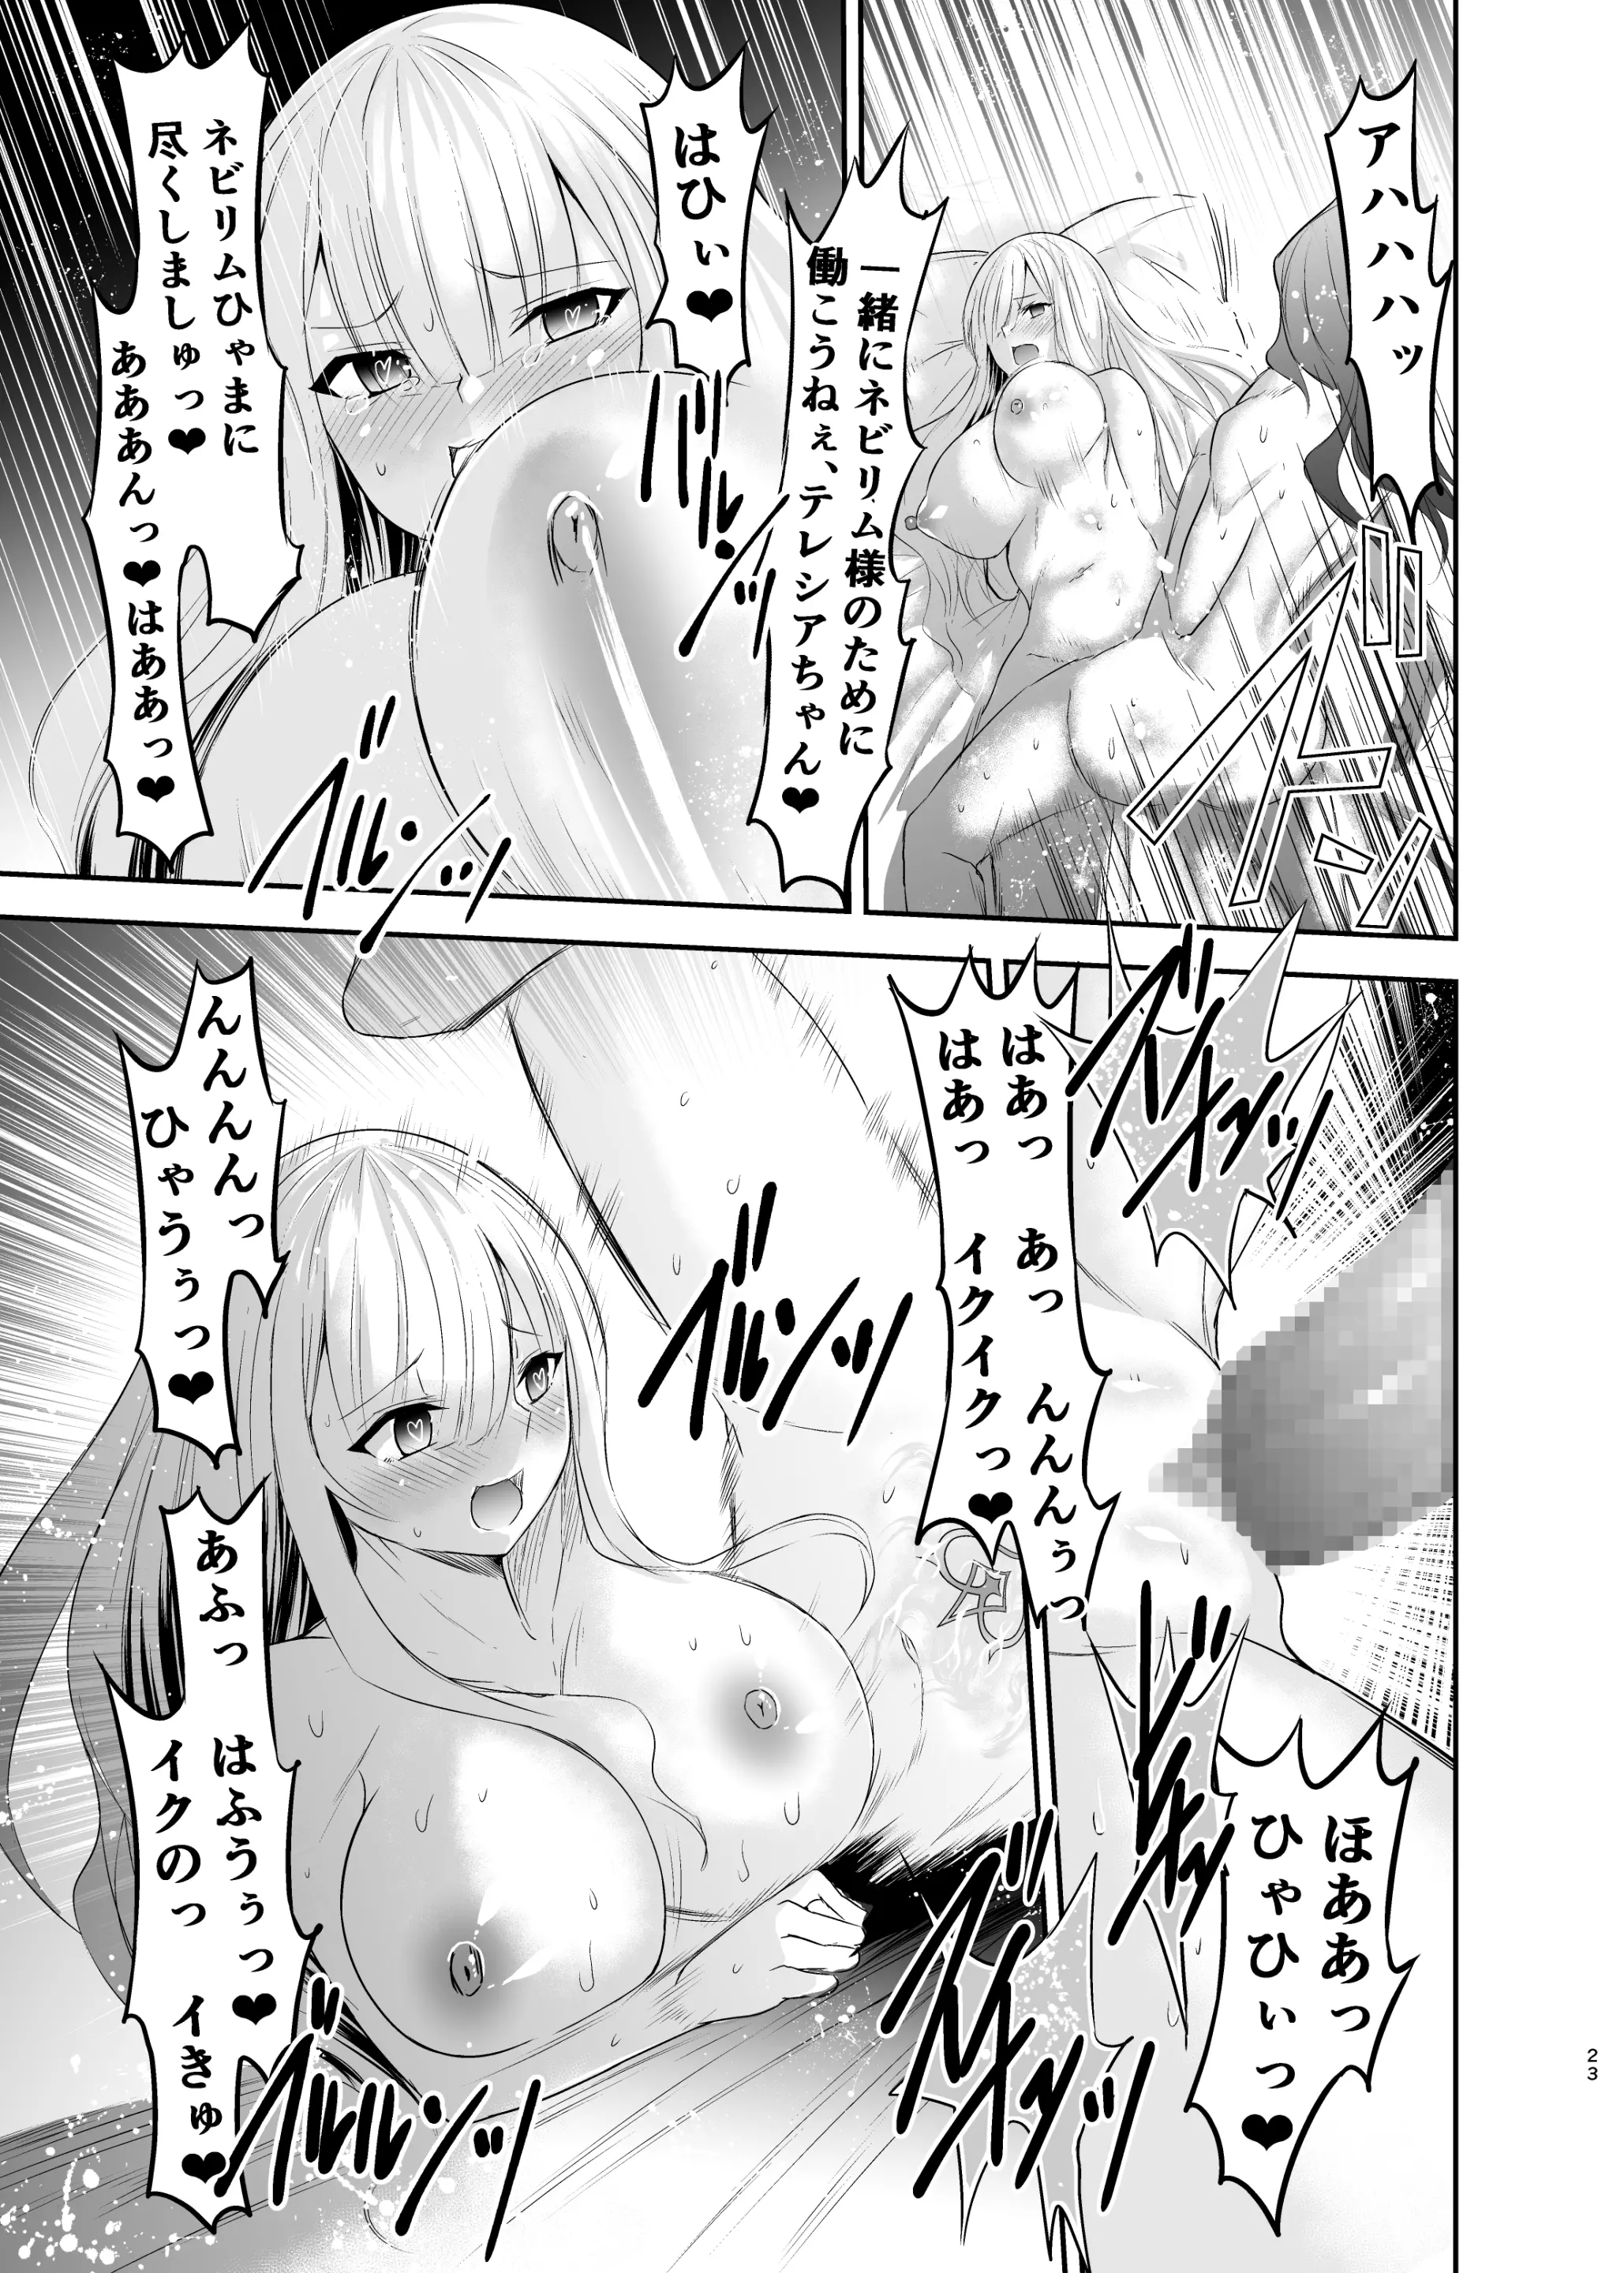 アハハハッ
一緒にネビリム様のために
働こうねぇ、テレシアちゃん♥
はひぃ♥
ネビリムひゃまに
尽くしましゅっ♥
あああんっ♥はああっ♥
ブルンッ
ブルンッ
はあっ あっ んんんぅっ
はあっ イクイクっ♥
ほああっ
ひゃひぃっ♥
ブルンッ
んんんんっ
ひゃうぅっ♥
あふっ はふうぅっ♥
イクのっ イきゅ♥
ブルルンッ
23